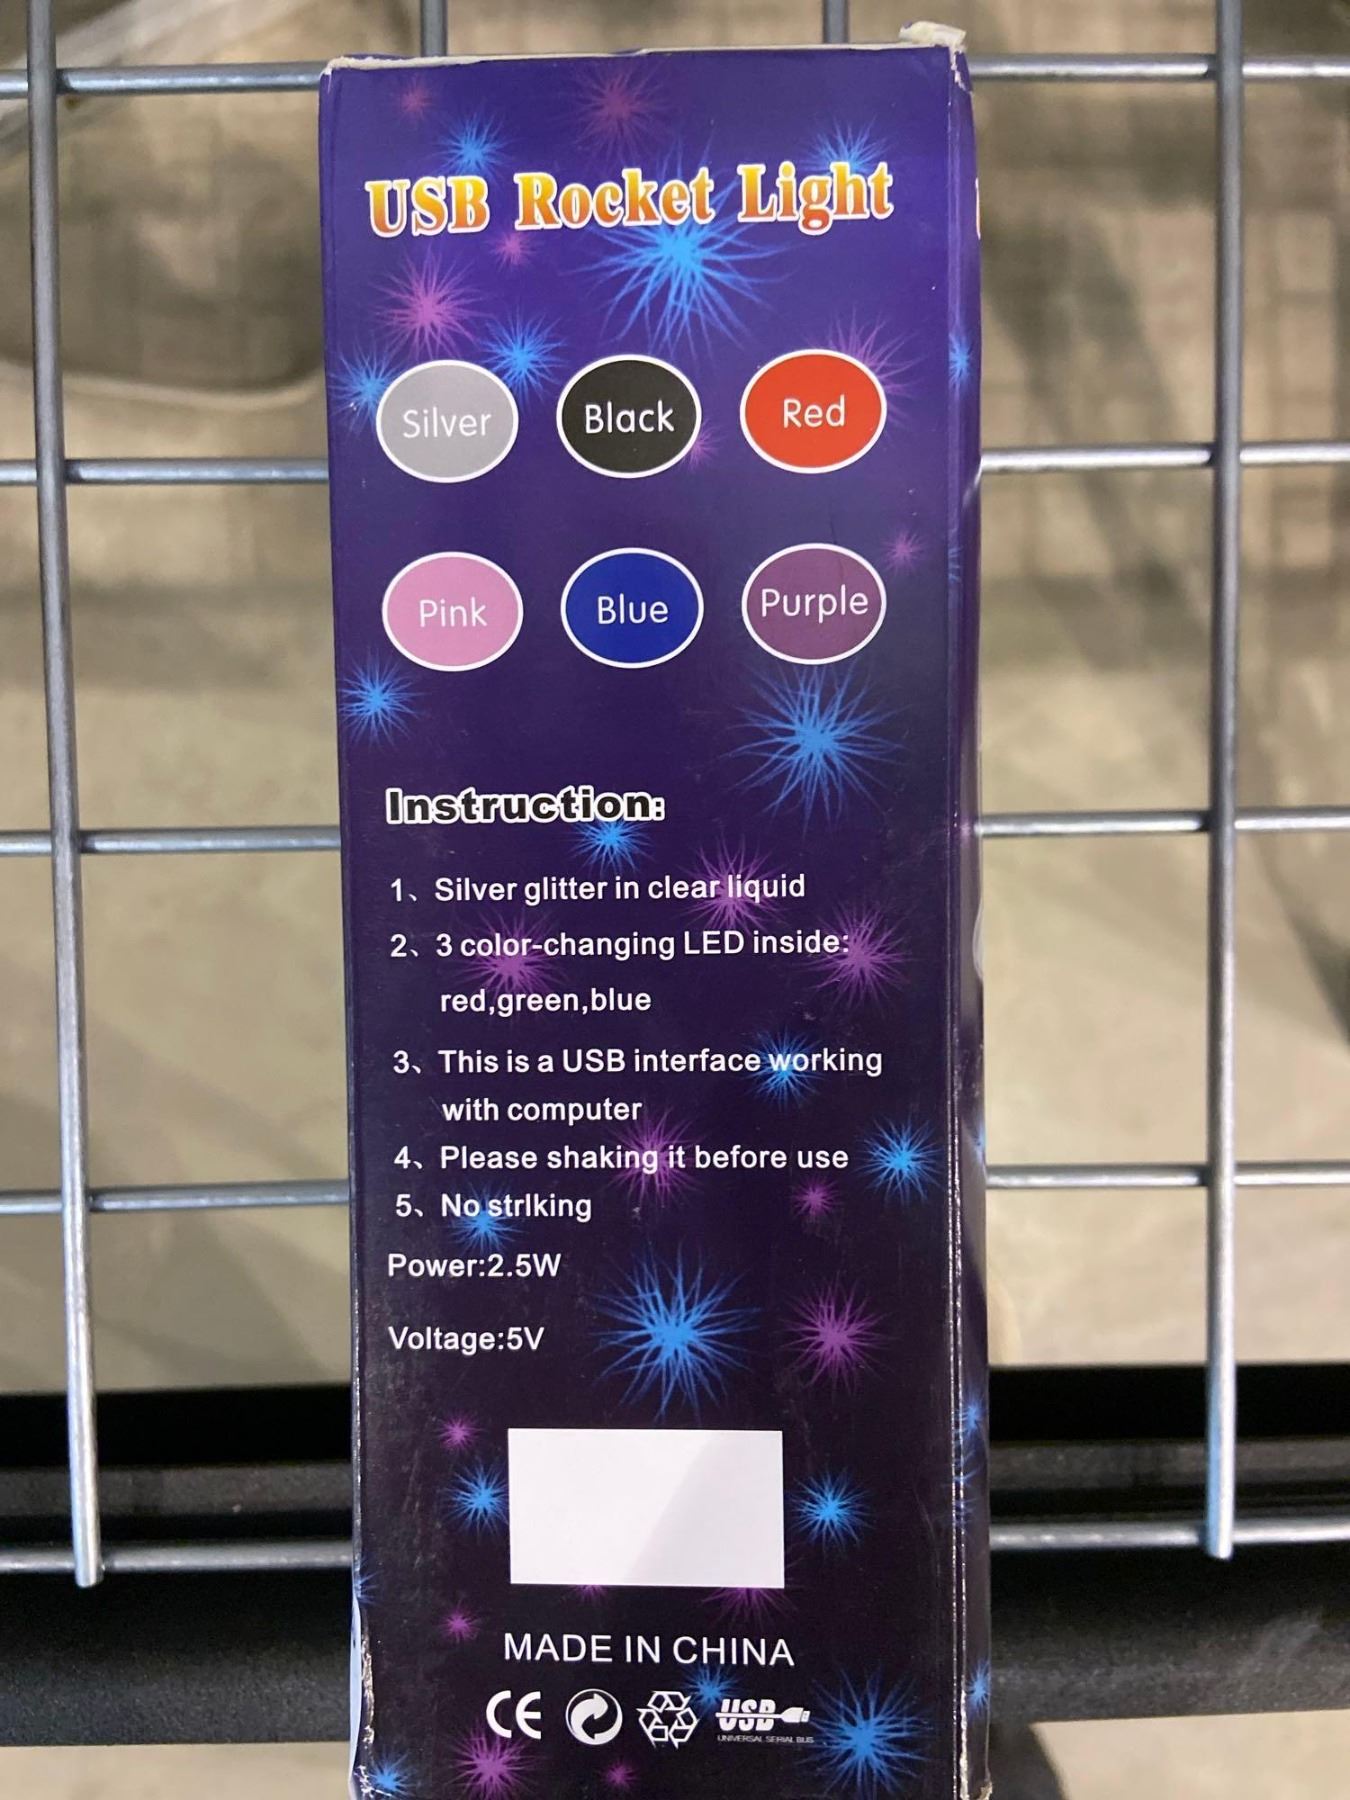 USB Rocket Light
Silver Black Red
Pink Blue Purple
Instruction:
1、Silver glitter in clear liquid
2、3 color-changing LED inside:
red,green,blue
3、This is a USB interface working
with computer
4、Please shaking it before use
5、No strlking
Power:2.5W
Voltage:5V
MADE IN CHINA
CE USB
UNIVERSAL SERIAL BUS